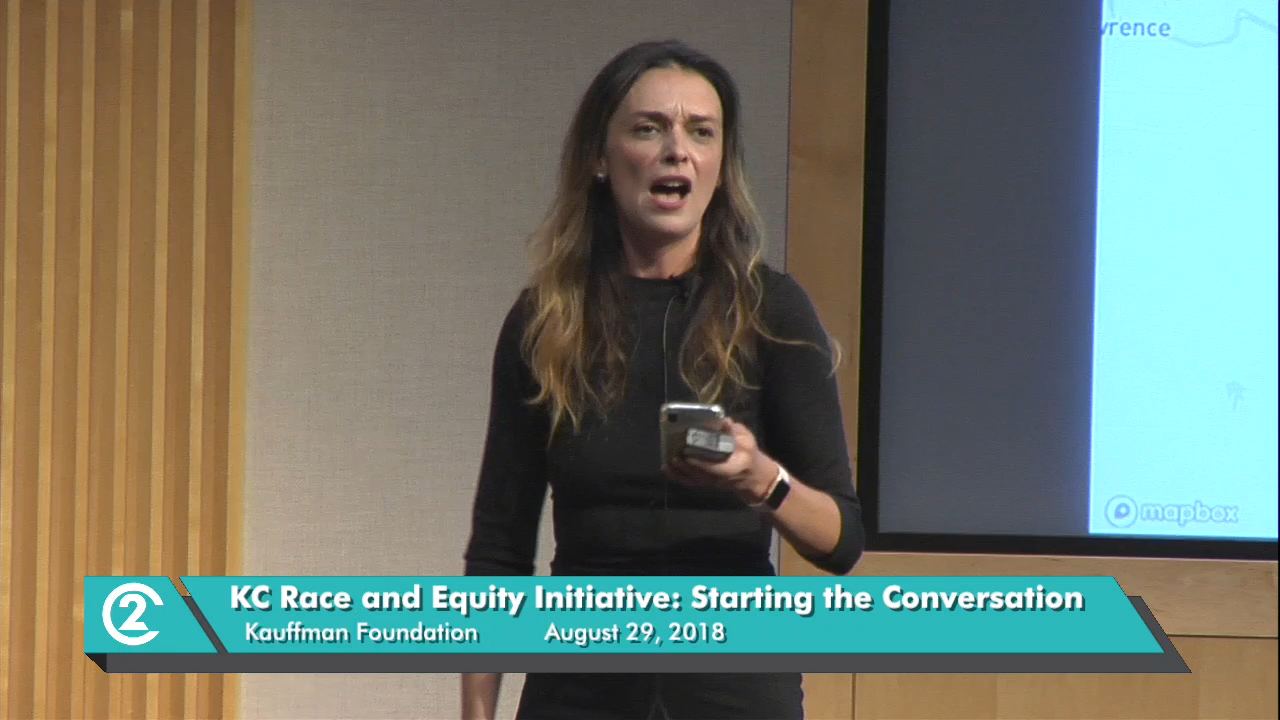 rence
mapbox
2
KC Race and Equity Initiative: Starting the Conversation
Kauffman Foundation August 29, 2018